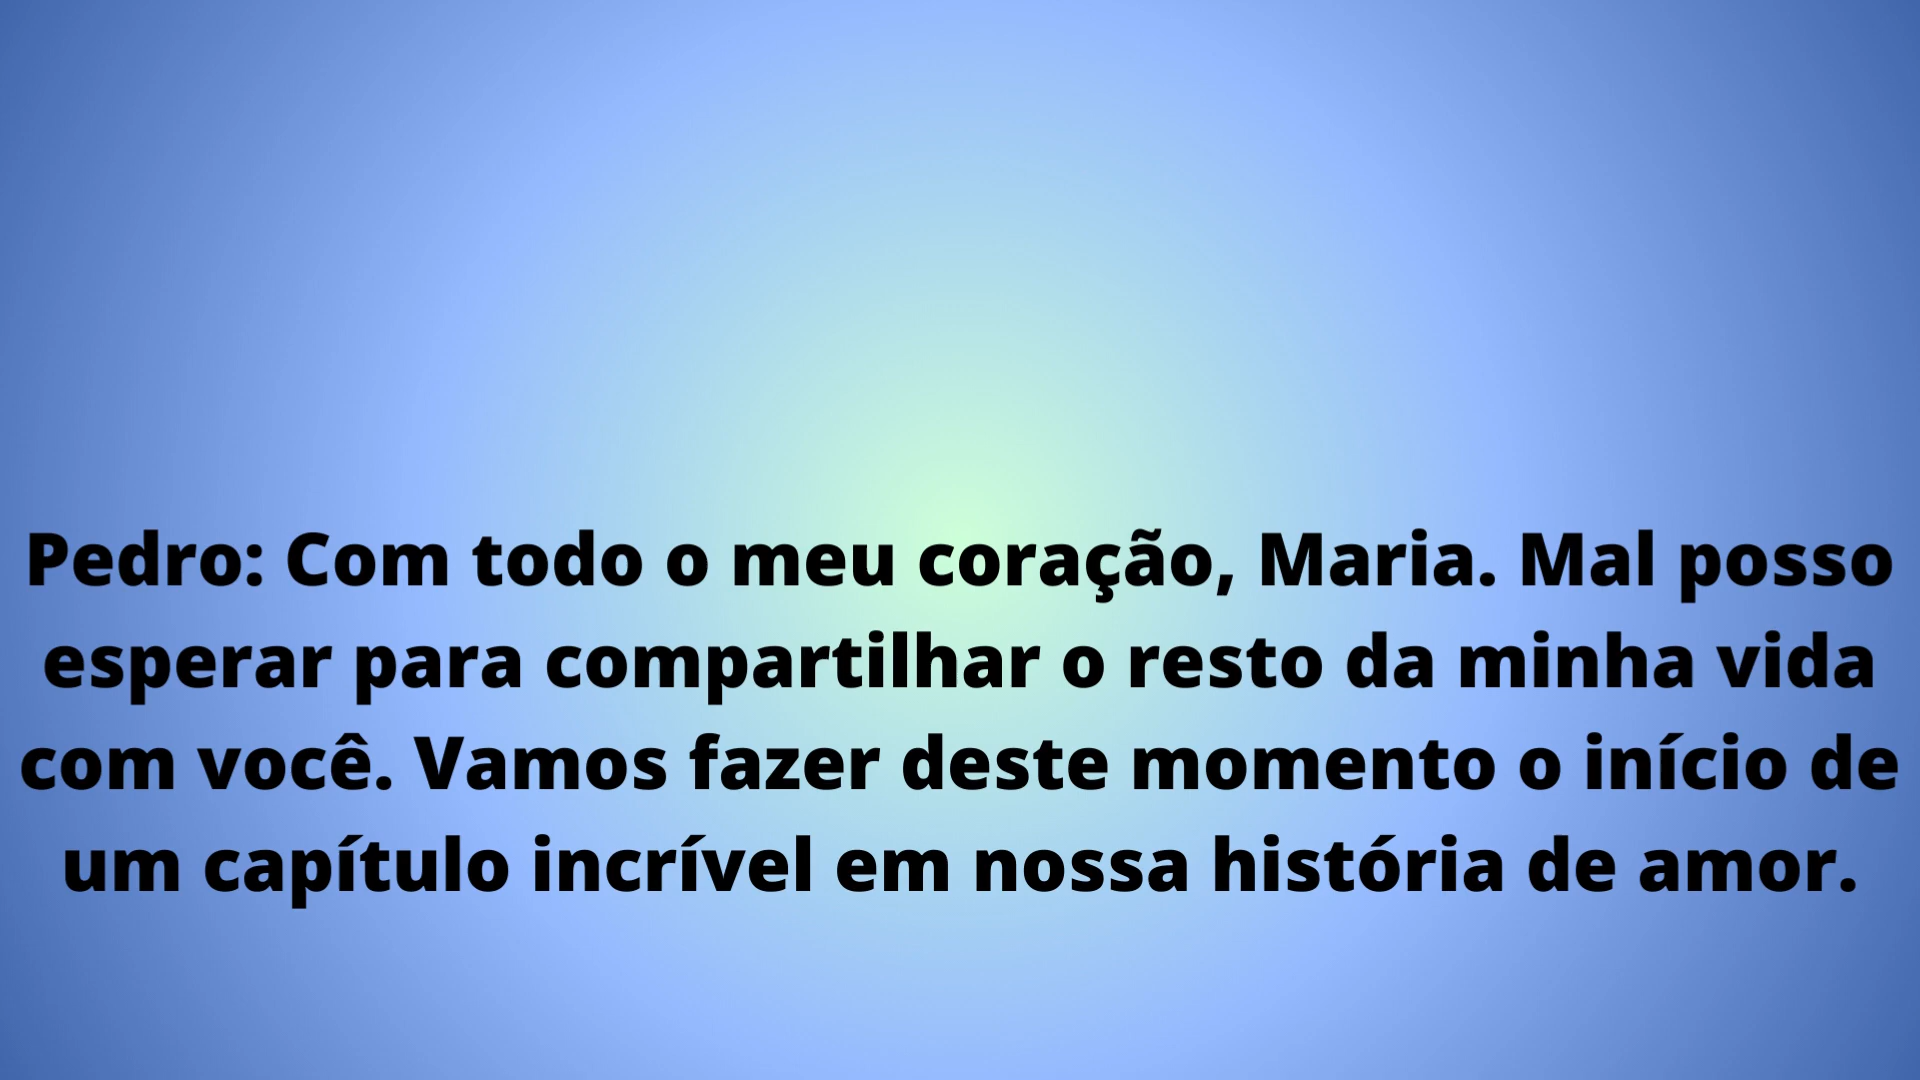 Pedro: Com todo o meu coração, Maria. Mal posso
esperar para compartilhar o resto da minha vida
com você. Vamos fazer deste momento o início de
um capítulo incrível em nossa história de amor.